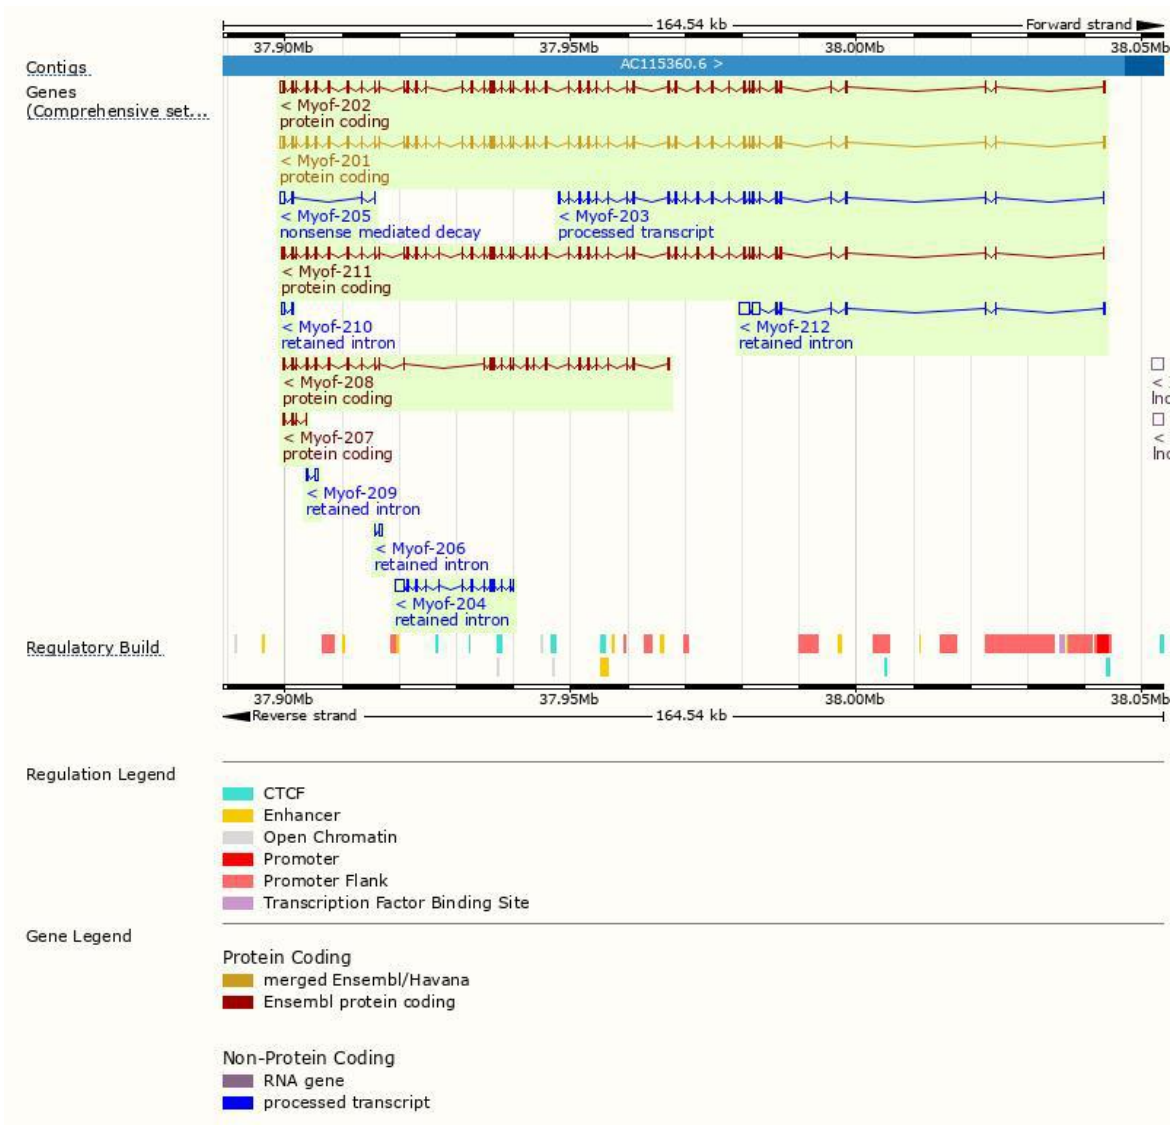 164.54 kb
Forward strand
37.90Mb 37.95Mb 38.00Mb 38.05Mb
Contigs
AC115360.6 >
Genes
(Comprehensive set...
< Myof-202
protein coding
< Myof-201
protein coding
< Myof-205
nonsense mediated decay
< Myof-203
processed transcript
< Myof-211
protein coding
< Myof-210
retained intron
< Myof-212
retained intron
< Myof-208
protein coding
<
< Myof-207
protein coding
<
< Myof-209
retained intron
< Myof-206
retained intron
< Myof-204
retained intron
Regulatory Build
37.90Mb 37.95Mb 38.00Mb 38.05Mb
Reverse strand
164.54 kb
Regulation Legend
CTCF
Enhancer
Open Chromatin
Promoter
Promoter Flank
Transcription Factor Binding Site
Gene Legend
Protein Coding
merged Ensembl/Havana
Ensembl protein coding
Non-Protein Coding
RNA gene
processed transcript